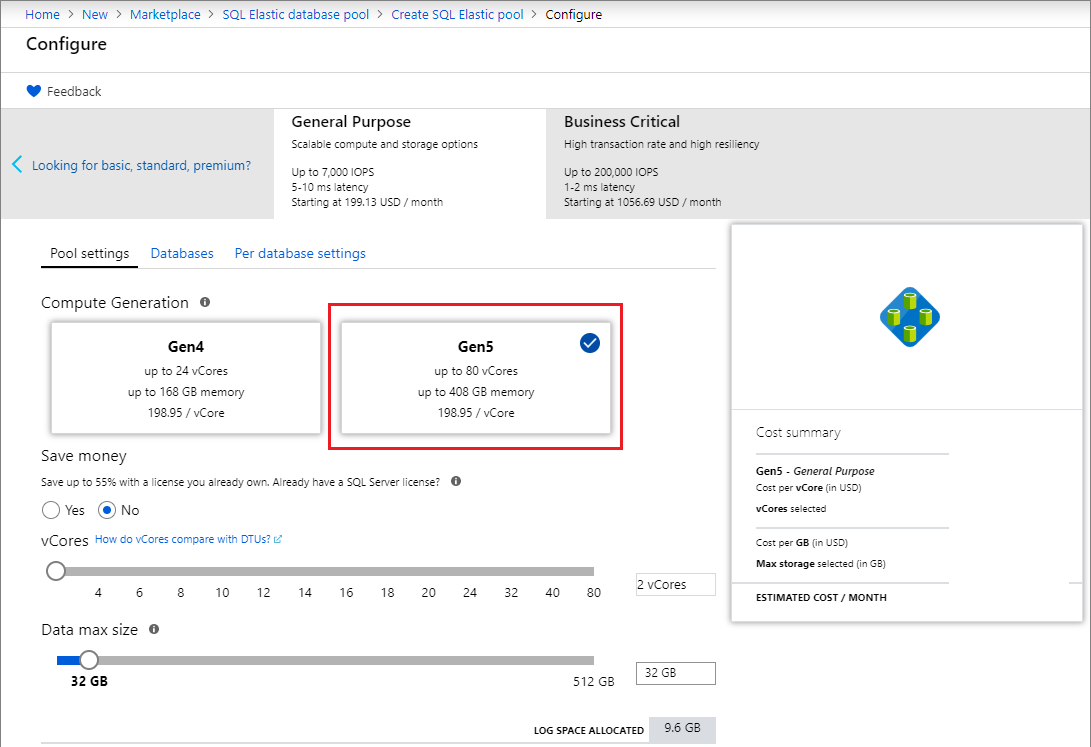 Home > New > Marketplace > SQL Elastic database pool > Create SQL Elastic pool > Configure
Configure
Feedback
Looking for basic, standard, premium?
General Purpose
Scalable compute and storage options
Up to 7,000 IOPS
5-10 ms latency
Starting at 199.13 USD / month
Business Critical
High transaction rate and high resiliency
Up to 200,000 IOPS
1-2 ms latency
Starting at 1056.69 USD / month
Pool settings Databases Per database settings
Compute Generation
Gen4
up to 24 vCores
up to 168 GB memory
198.95 / vCore
Gen5
up to 80 vCores
up to 408 GB memory
198.95 / vCore
Save money
Save up to 55% with a license you already own. Already have a SQL Server license?
Yes No
vCores How do vCores compare with DTUs?
4 6 8 10 12 14 16 18 20 24 32 40 80
2 vCores
Data max size
32 GB 512 GB
32 GB
LOG SPACE ALLOCATED 9.6 GB
Cost summary
Gen5 - General Purpose
Cost per vCore (in USD)
vCores selected
Cost per GB (in USD)
Max storage selected (in GB)
ESTIMATED COST / MONTH